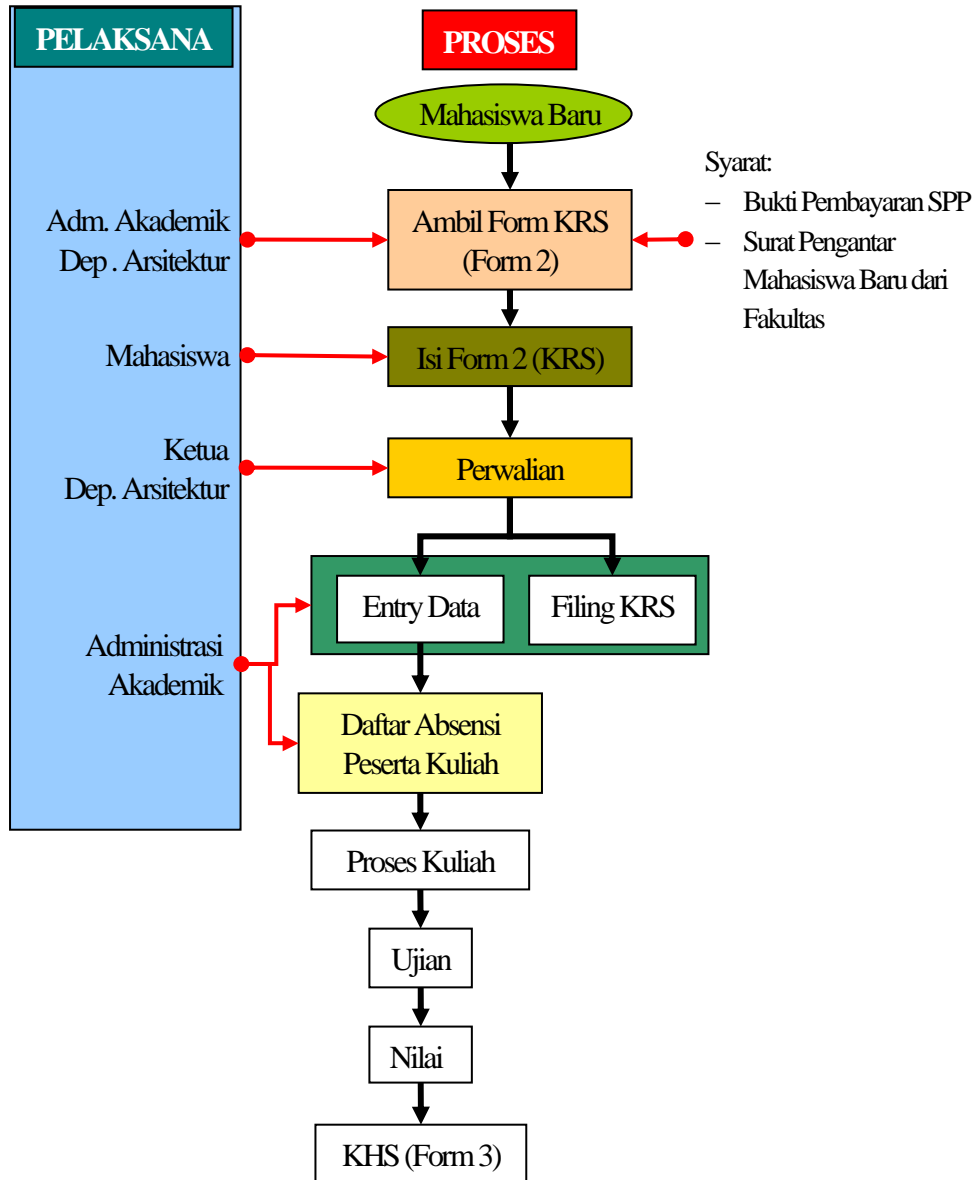 PELAKSANA
PROSES
Mahasiswa Baru
Syarat:
– Bukti Pembayaran SPP
– Surat Pengantar
Mahasiswa Baru dari
Fakultas
Adm. Akademik
Dep . Arsitektur
Ambil Form KRS
(Form 2)
Mahasiswa
Isi Form 2 (KRS)
Ketua
Dep. Arsitektur
Perwalian
Entry Data
Filing KRS
Administrasi
Akademik
Daftar Absensi
Peserta Kuliah
Proses Kuliah
Ujian
Nilai
KHS (Form 3)